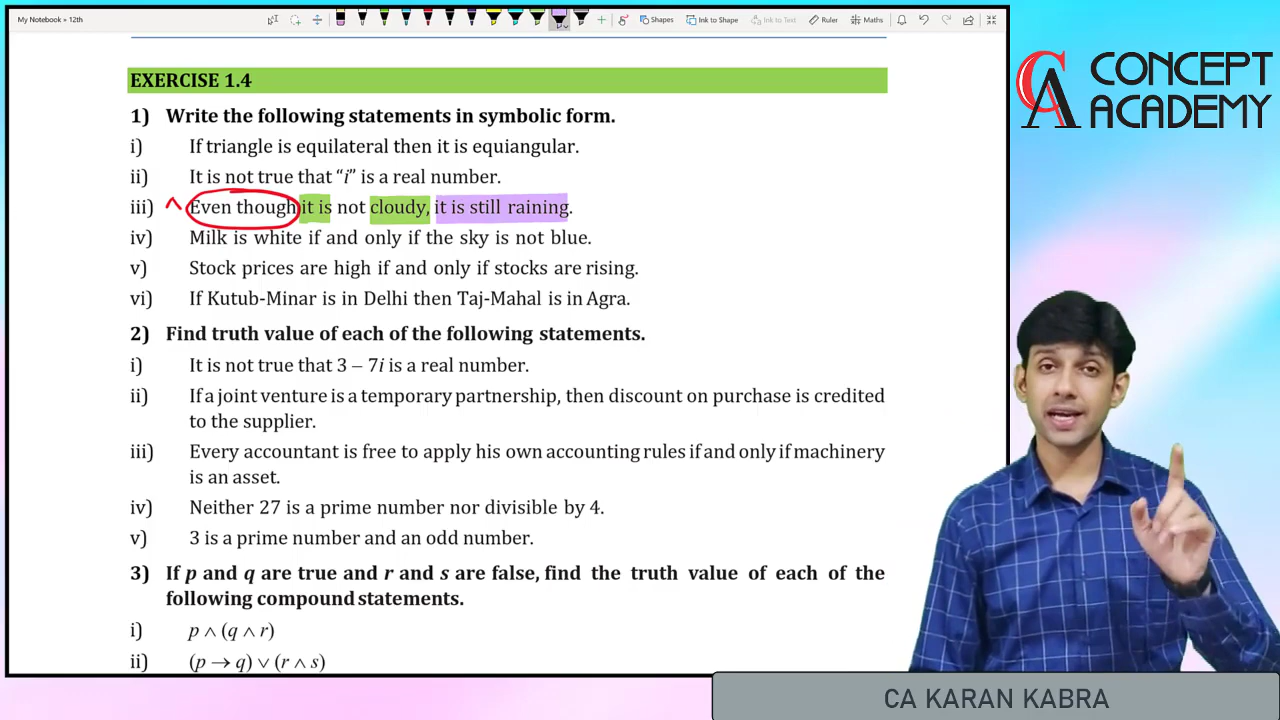 My Notebook » 12th
Shapes
Ink to Shape
Ink to Text
Ruler
Maths
CONCEPT
ACADEMY
EXERCISE 1.4
1) Write the following statements in symbolic form.
i) If triangle is equilateral then it is equiangular.
ii) It is not true that “i” is a real number.
iii) ^ Even though it is not cloudy, it is still raining.
iv) Milk is white if and only if the sky is not blue.
v) Stock prices are high if and only if stocks are rising.
vi) If Kutub-Minar is in Delhi then Taj-Mahal is in Agra.
2) Find truth value of each of the following statements.
i) It is not true that 3 – 7i is a real number.
ii) If a joint venture is a temporary partnership, then discount on purchase is credited
to the supplier.
iii) Every accountant is free to apply his own accounting rules if and only if machinery
is an asset.
iv) Neither 27 is a prime number nor divisible by 4.
v) 3 is a prime number and an odd number.
3) If p and q are true and r and s are false, find the truth value of each of the
following compound statements.
i) p ∧ (q ∧ r)
ii) (p → q) ∨ (r ∧ s)
CA KARAN KABRA